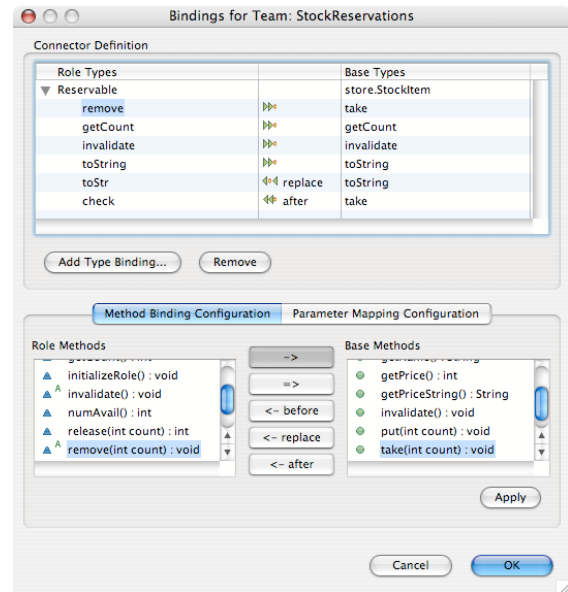 Bindings for Team: StockReservations
Connector Definition
Role Types Base Types
Reservable store.StockItem
remove take
getCount getCount
invalidate invalidate
toString toString
toStr replace toString
check after take
Add Type Binding... Remove
Method Binding Configuration Parameter Mapping Configuration
Role Methods Base Methods
initializeRole() : void
A invalidate() : void
numAvail() : int
release(int count) : int
A remove(int count) : void
->
=>
<- before
<- replace
<- after
getPrice() : int
getPriceString() : String
invalidate() : void
put(int count) : void
take(int count) : void
Apply
Cancel OK